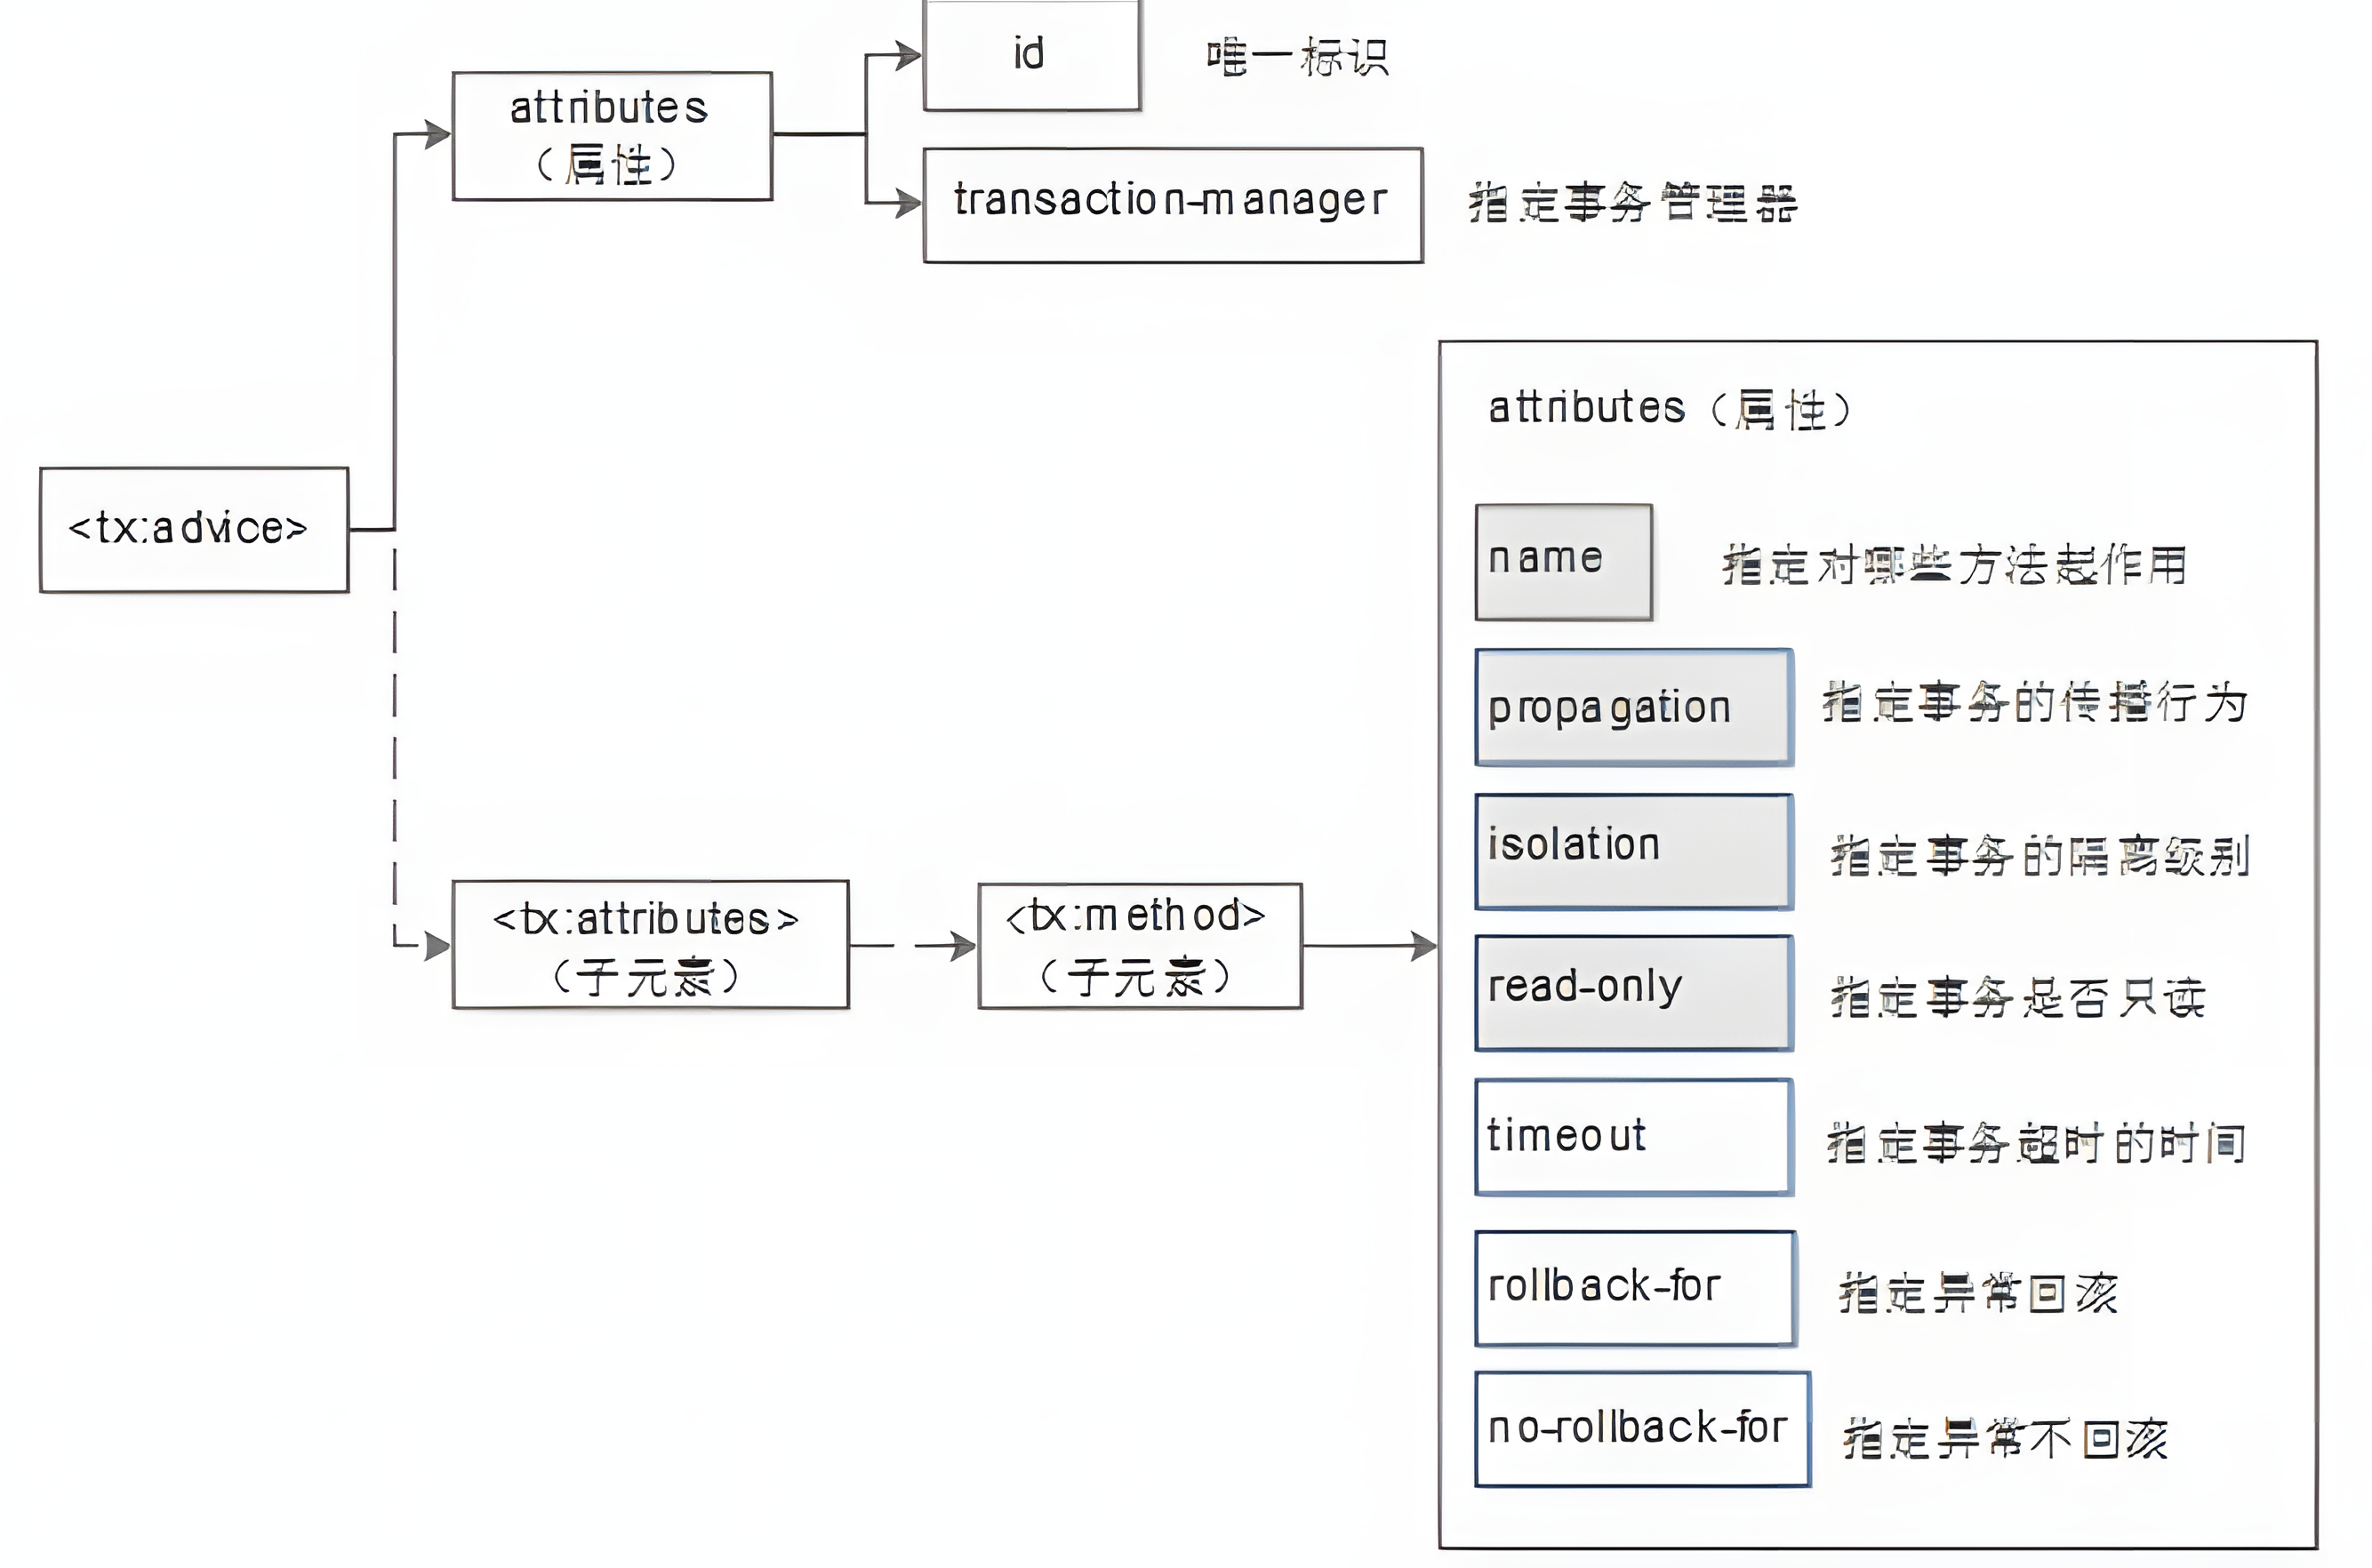 id
唯一标识
attributes
（属性）
transaction-manager
指定事务管理器
<tx:advice>
<tx:attributes>
（子元素）
<tx:method>
（子元素）
attributes（属性）
name
指定对哪些方法起作用
propagation
指定事务的传播行为
isolation
指定事务的隔离级别
read-only
指定事务是否只读
timeout
指定事务超时的时间
rollback-for
指定异常回滚
no-rollback-for
指定异常不回滚